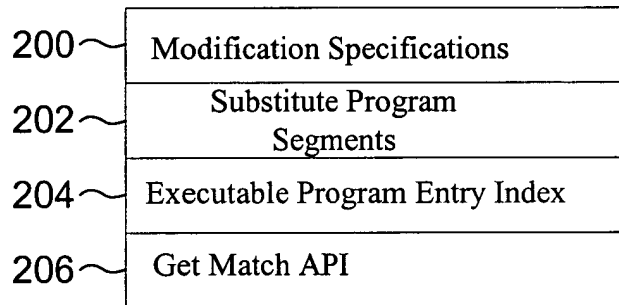 200 Modification Specifications
202 Substitute Program
Segments
204 Executable Program Entry Index
206 Get Match API